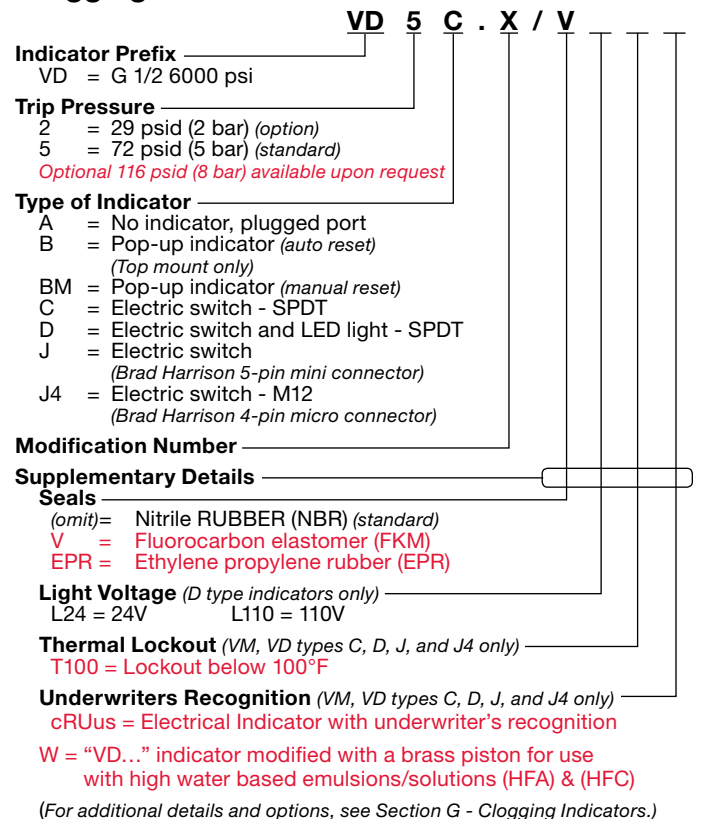 VD 5 C . X / V
Indicator Prefix
VD = G 1/2 6000 psi
Trip Pressure
2 = 29 psid (2 bar) (option)
5 = 72 psid (5 bar) (standard)
Optional 116 psid (8 bar) available upon request
Type of Indicator
A = No indicator, plugged port
B = Pop-up indicator (auto reset)
(Top mount only)
BM = Pop-up indicator (manual reset)
C = Electric switch - SPDT
D = Electric switch and LED light - SPDT
J = Electric switch
(Brad Harrison 5-pin mini connector)
J4 = Electric switch - M12
(Brad Harrison 4-pin micro connector)
Modification Number
Supplementary Details
Seals
(omit)= Nitrile RUBBER (NBR) (standard)
V = Fluorocarbon elastomer (FKM)
EPR = Ethylene propylene rubber (EPR)
Light Voltage (D type indicators only)
L24 = 24V L110 = 110V
Thermal Lockout (VM, VD types C, D, J, and J4 only)
T100 = Lockout below 100°F
Underwriters Recognition (VM, VD types C, D, J, and J4 only)
cRUus = Electrical Indicator with underwriter's recognition
W = “VD…” indicator modified with a brass piston for use
with high water based emulsions/solutions (HFA) & (HFC)
(For additional details and options, see Section G - Clogging Indicators.)